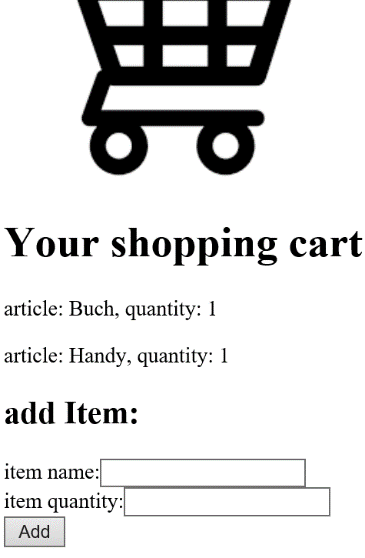 Your shopping cart
article: Buch, quantity: 1
article: Handy, quantity: 1
add Item:
item name:
item quantity:
Add